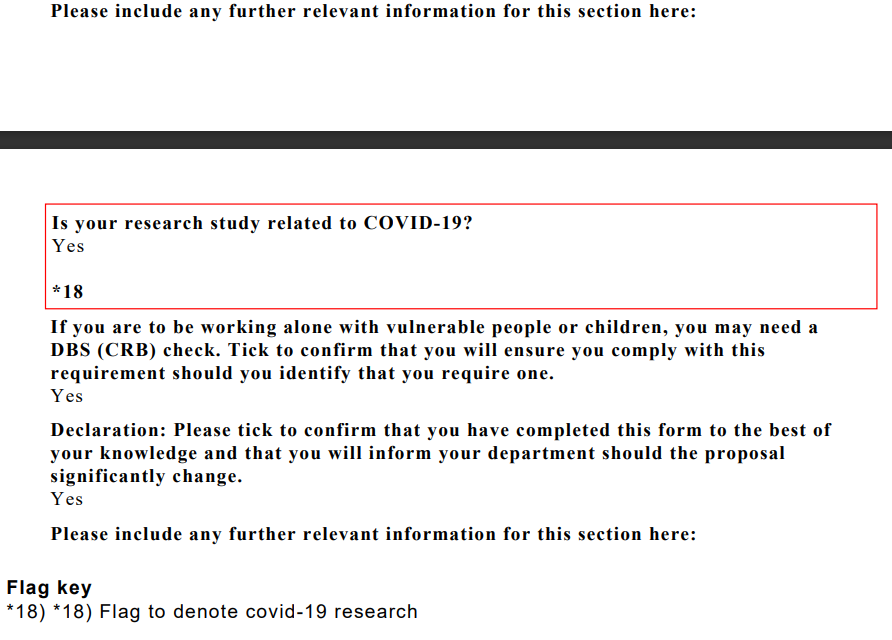 Please include any further relevant information for this section here:
Is your research study related to COVID-19?
Yes
*18
If you are to be working alone with vulnerable people or children, you may need a
DBS (CRB) check. Tick to confirm that you will ensure you comply with this
requirement should you identify that you require one.
Yes
Declaration: Please tick to confirm that you have completed this form to the best of
your knowledge and that you will inform your department should the proposal
significantly change.
Yes
Please include any further relevant information for this section here:
Flag key
*18) *18) Flag to denote covid-19 research